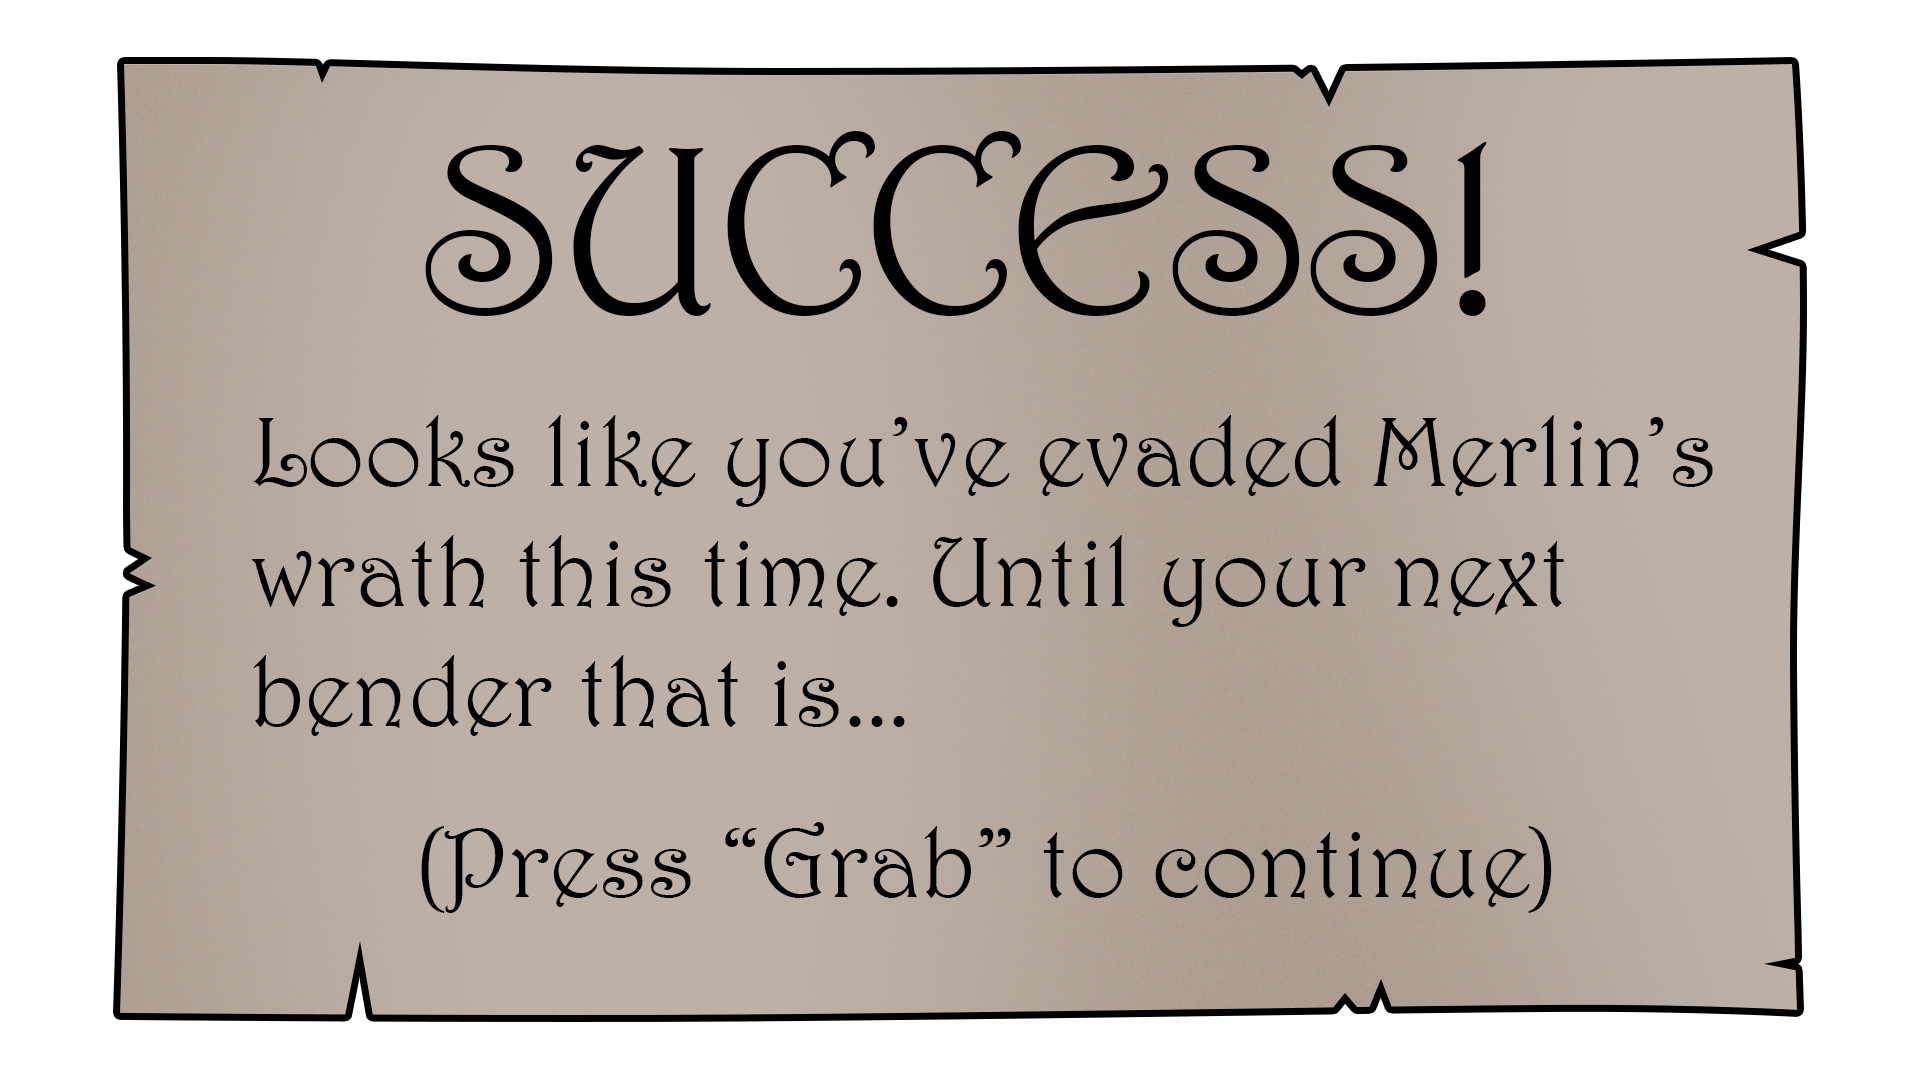 SUCCESS!
Looks like you’ve evaded Merlin’s
wrath this time. Until your next
bender that is...
(Press “Grab” to continue)